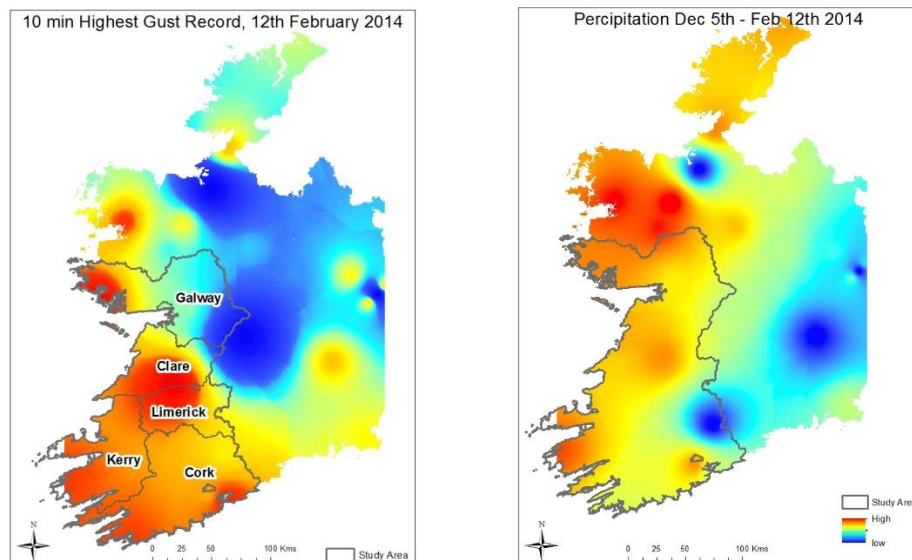 10 min Highest Gust Record, 12th February 2014
Galway
Clare
Limerick
Kerry
Cork
N
0 25 50 100 Kms
Study Area
Percipitation Dec 5th - Feb 12th 2014
Study Area
High
low
N
0 25 50 100 Kms